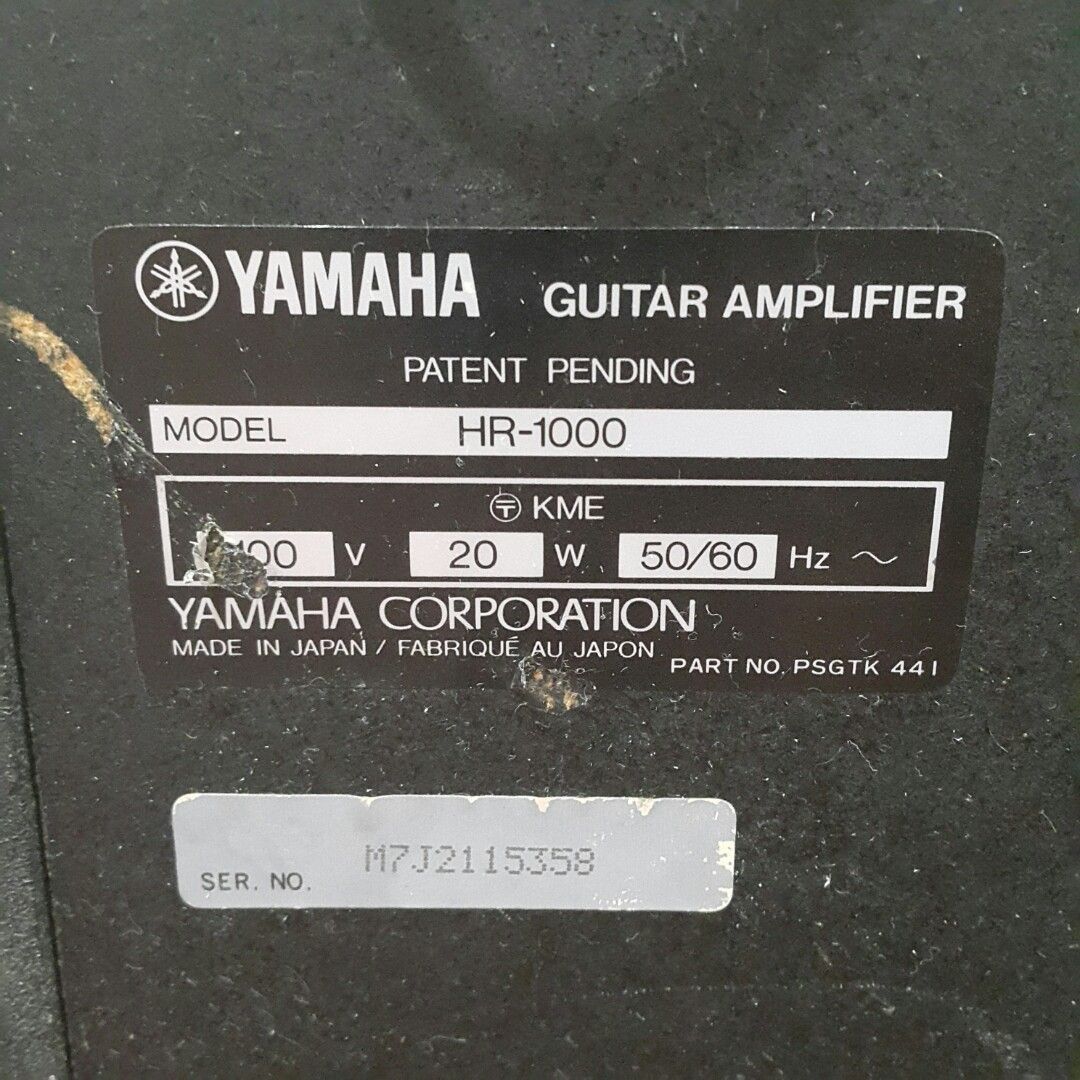 YAMAHA GUITAR AMPLIFIER
PATENT PENDING
MODEL HR-1000
〶 KME
100 V 20 W 50/60 Hz ~
YAMAHA CORPORATION
MADE IN JAPAN / FABRIQUÉ AU JAPON
PART NO. PSGTK 441
SER. NO. M7J2115358